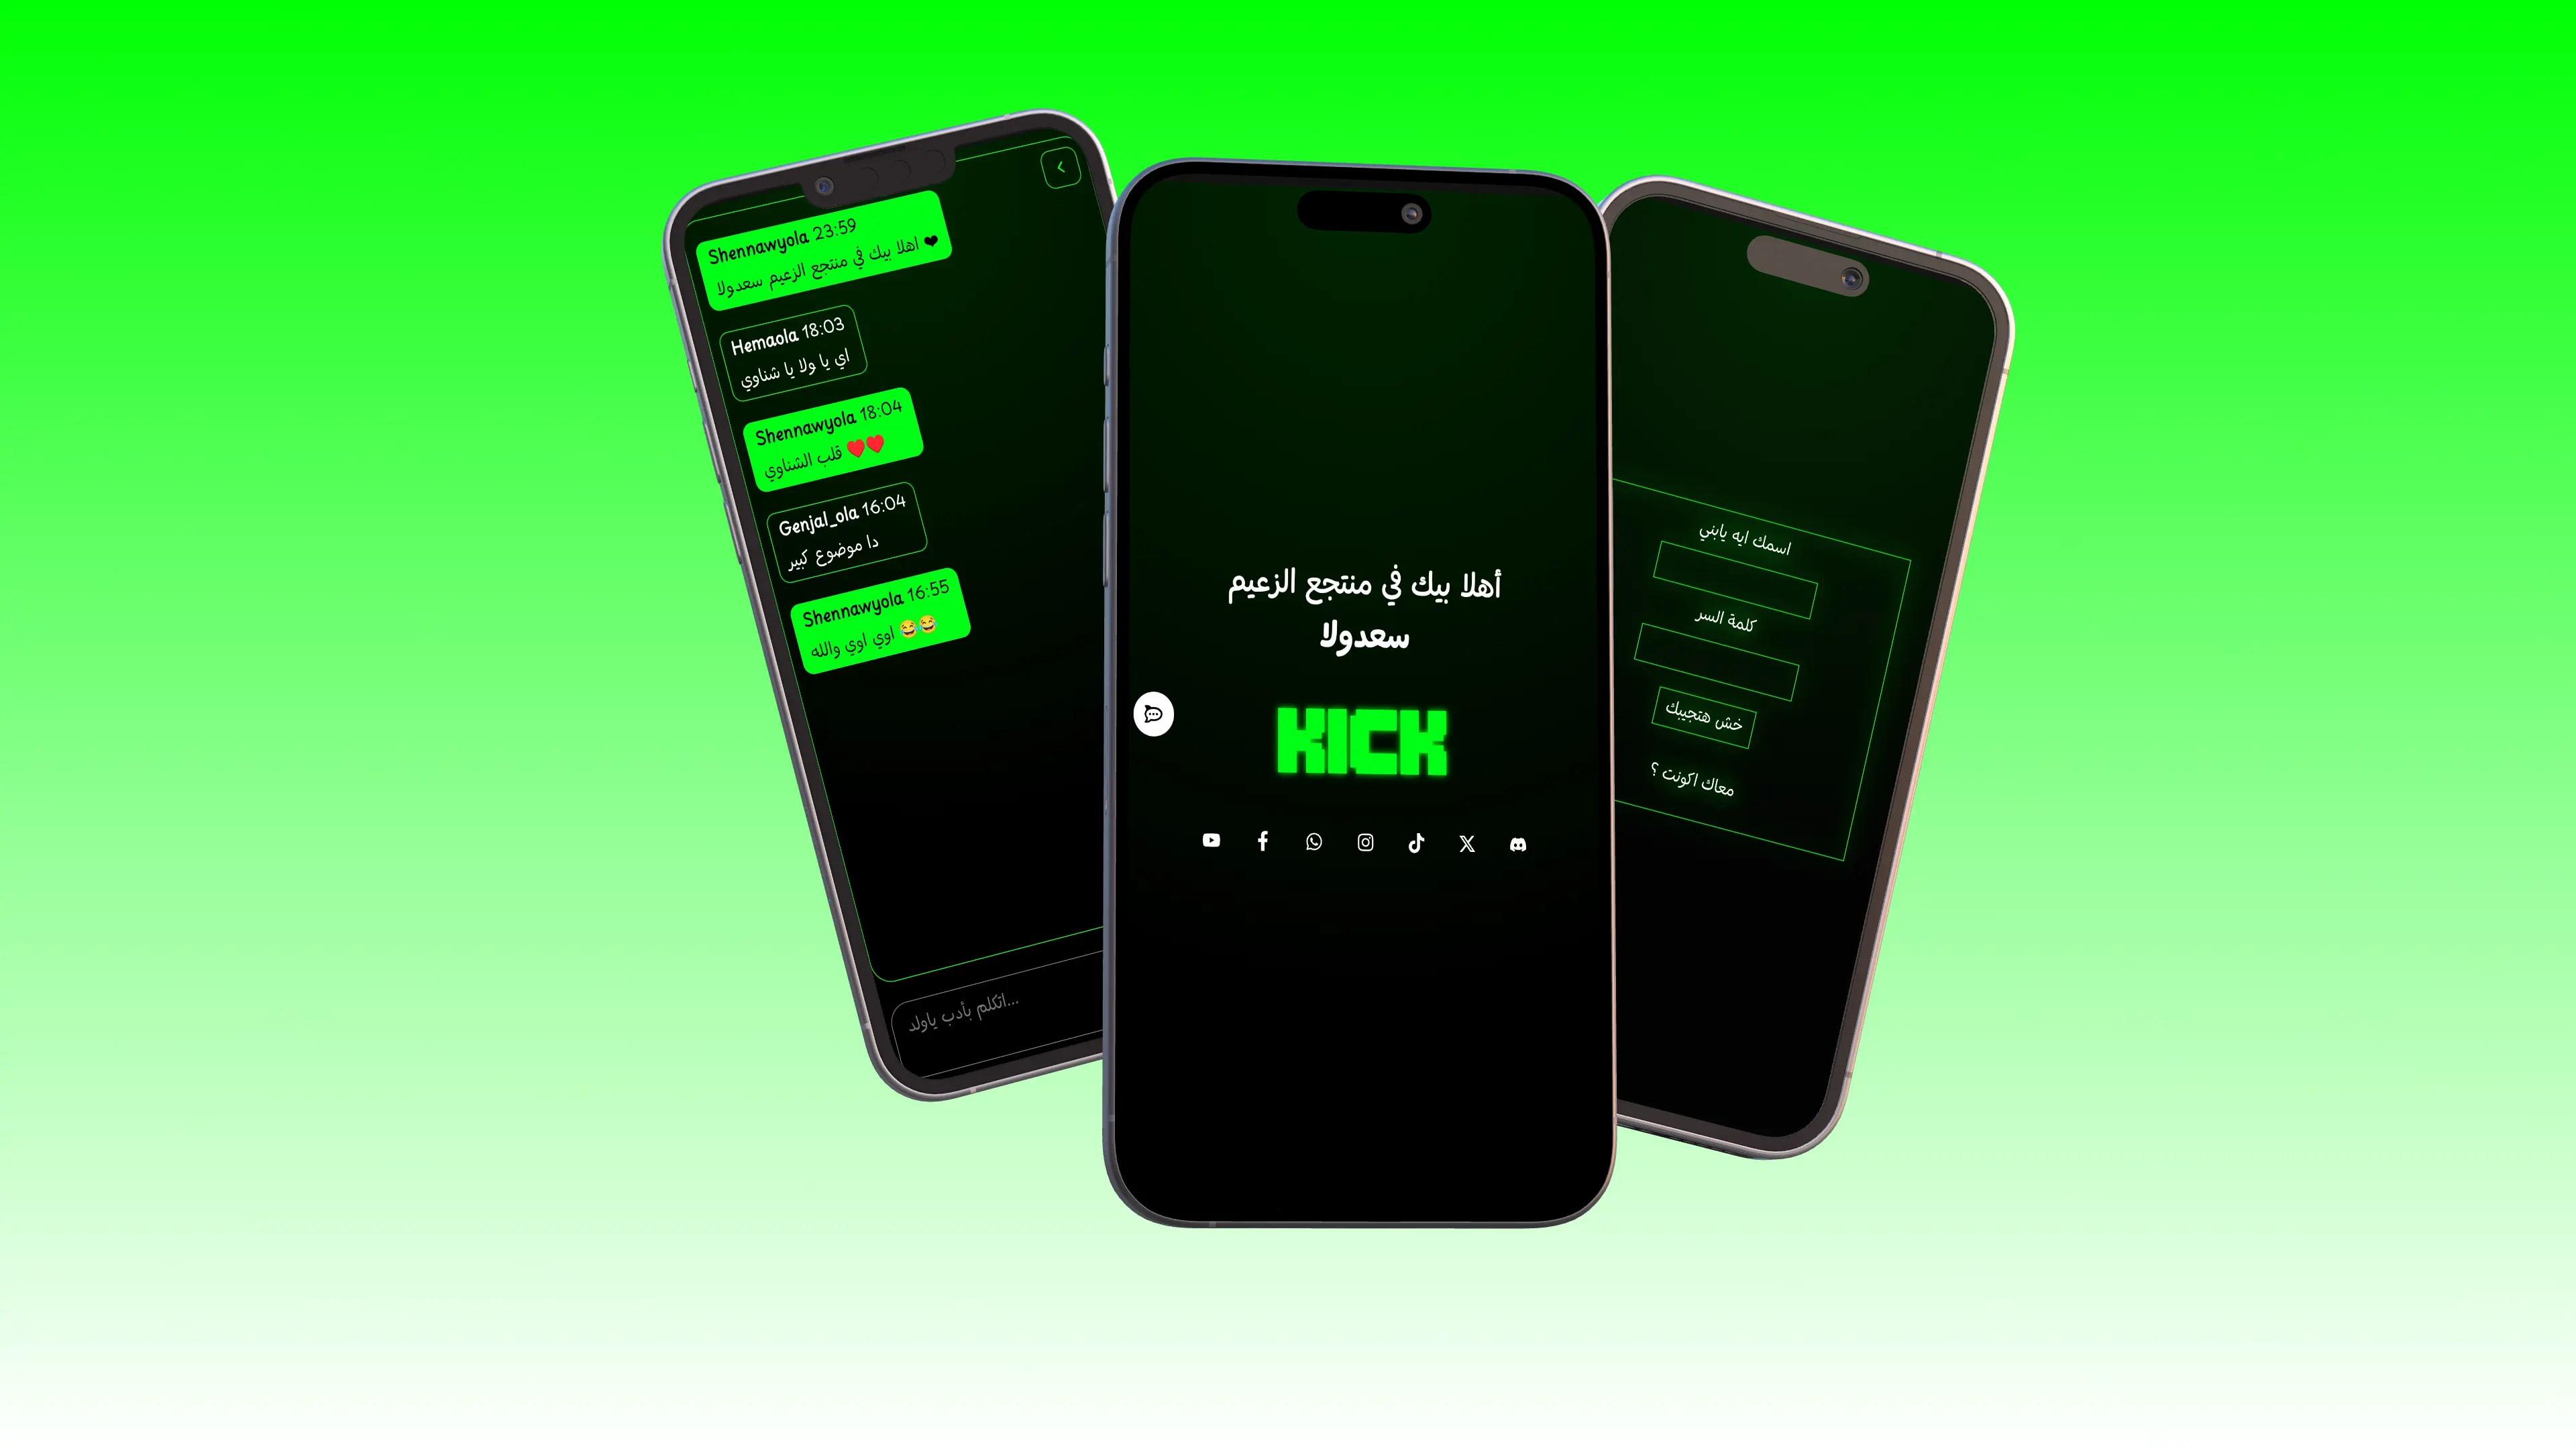 Shennawyola 23:59
اهلا بيك في منتجع الزعيم سعدولا ❤
Hemaola 18:03
اي يا ولا يا شناوي
Shennawyola 18:04
قلب الشناوي ❤️❤️
Genjal_ola 16:04
دا موضوع كبير
Shennawyola 16:55
اوي اوي والله 😂😂
اتكلم بأدب ياولد...
أهلا بيك في منتجع الزعيم
سعدولا
KICK
اسمك ايه يابني
كلمة السر
خش هتجيبك
معاك اكونت ؟